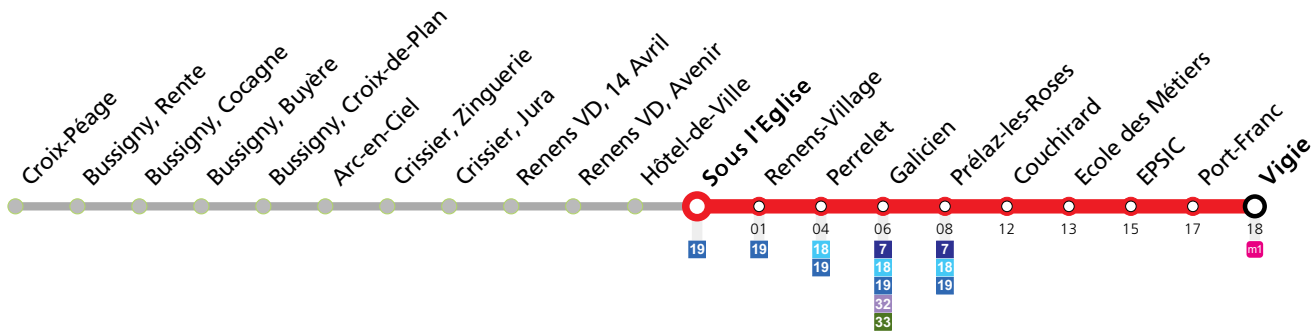 Croix-Péage
Bussigny, Rente
Bussigny, Cocagne
Bussigny, Buyère
Bussigny, Croix-de-Plan
Arc-en-Ciel
Crissier, Zinguerie
Crissier, Jura
Renens VD, 14 Avril
Renens VD, Avenir
Hôtel-de-Ville
Sous l'Eglise
Renens-Village
Perrelet
Galicien
Prélaz-les-Roses
Couchirard
Ecole des Métiers
EPSIC
Port-Franc
Vigie
01 04 06 08 12 13 15 17 18
19 19 18 7 7 m1
19 18 18
19 19
32
33